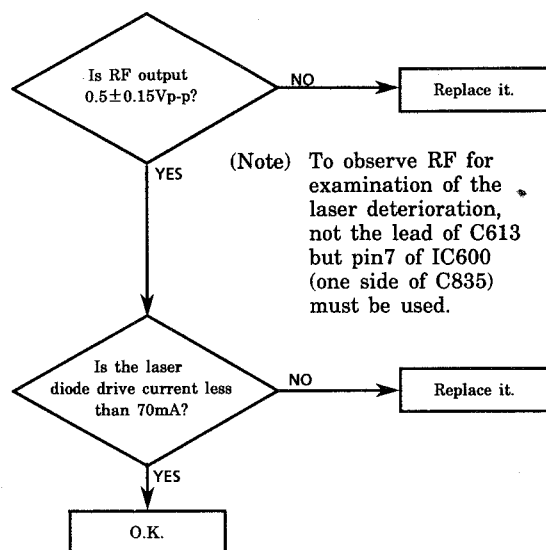 Is RF output
0.5±0.15Vp-p?
NO
Replace it.
YES
(Note) To observe RF for
examination of the
laser deterioration,
not the lead of C613
but pin7 of IC600
(one side of C835)
must be used.
Is the laser
diode drive current less
than 70mA?
NO
Replace it.
YES
O.K.